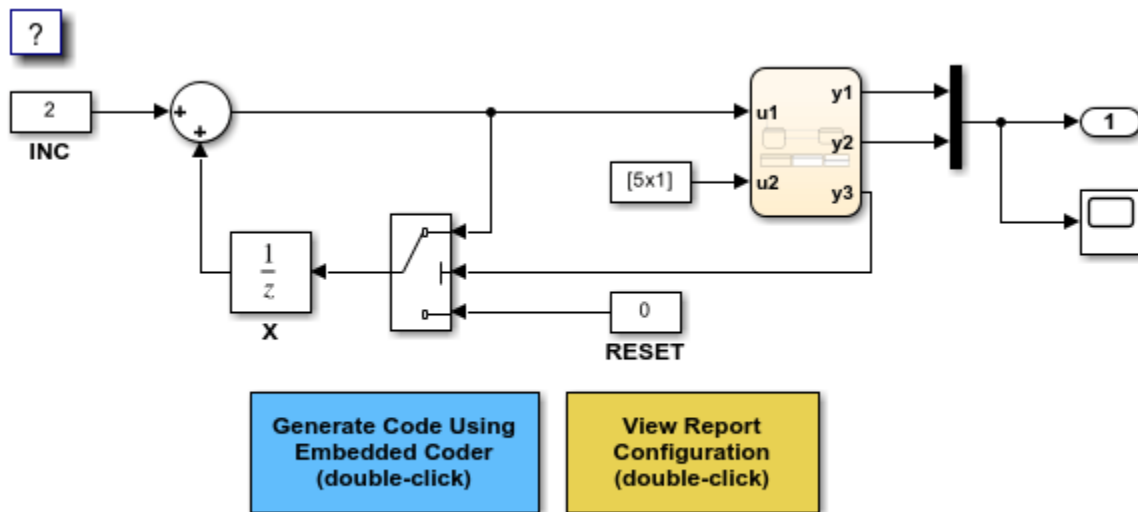 ?
2
INC
+
+
u1
u2
y1
y2
y3
[5x1]
1
1
z
X
0
RESET
Generate Code Using
Embedded Coder
(double-click)
View Report
Configuration
(double-click)